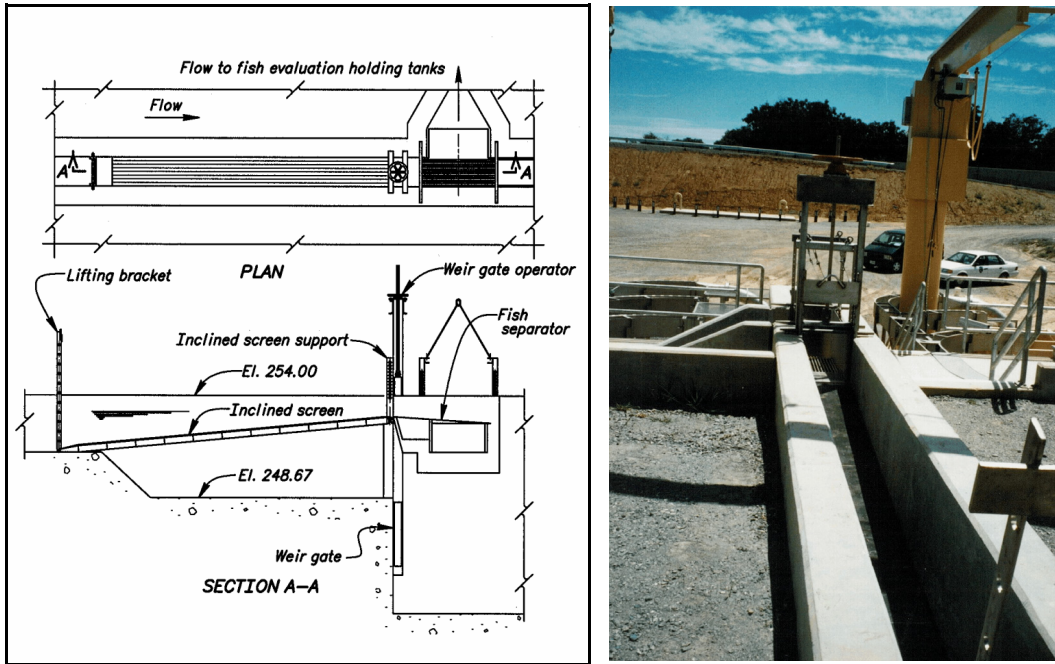 Flow to fish evaluation holding tanks
Flow
A
A
PLAN
Lifting bracket
Weir gate operator
Fish
separator
Inclined screen support
El. 254.00
Inclined screen
El. 248.67
Weir gate
SECTION A-A